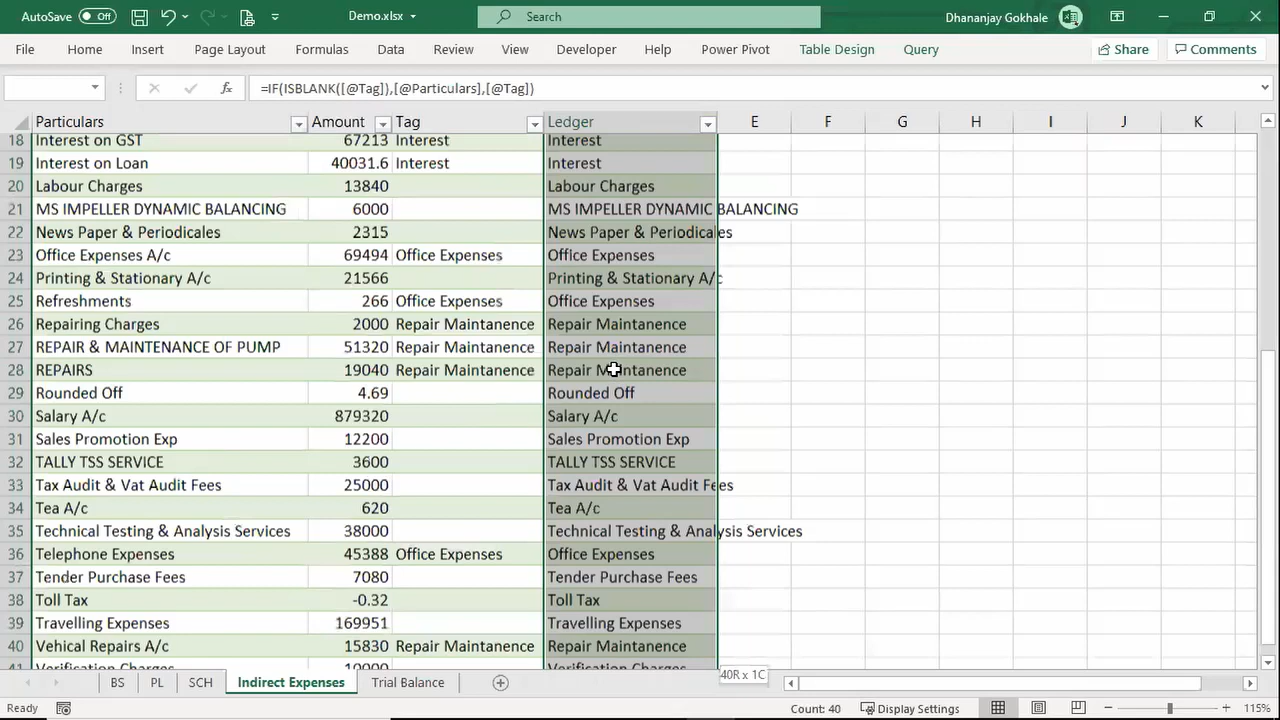 AutoSave Off Demo.xlsx Search Dhananjay Gokhale
File Home Insert Page Layout Formulas Data Review View Developer Help Power Pivot Table Design Query Share Comments
fx =IF(ISBLANK([@Tag]),[@Particulars],[@Tag])
Particulars Amount Tag Ledger E F G H I J K
18 Interest on GST 67213 Interest Interest
19 Interest on Loan 40031.6 Interest Interest
20 Labour Charges 13840 Labour Charges
21 MS IMPELLER DYNAMIC BALANCING 6000 MS IMPELLER DYNAMIC BALANCING
22 News Paper & Periodicales 2315 News Paper & Periodicales
23 Office Expenses A/c 69494 Office Expenses Office Expenses
24 Printing & Stationary A/c 21566 Printing & Stationary A/c
25 Refreshments 266 Office Expenses Office Expenses
26 Repairing Charges 2000 Repair Maintanence Repair Maintanence
27 REPAIR & MAINTENANCE OF PUMP 51320 Repair Maintanence Repair Maintanence
28 REPAIRS 19040 Repair Maintanence Repair Maintanence
29 Rounded Off 4.69 Rounded Off
30 Salary A/c 879320 Salary A/c
31 Sales Promotion Exp 12200 Sales Promotion Exp
32 TALLY TSS SERVICE 3600 TALLY TSS SERVICE
33 Tax Audit & Vat Audit Fees 25000 Tax Audit & Vat Audit Fees
34 Tea A/c 620 Tea A/c
35 Technical Testing & Analysis Services 38000 Technical Testing & Analysis Services
36 Telephone Expenses 45388 Office Expenses Office Expenses
37 Tender Purchase Fees 7080 Tender Purchase Fees
38 Toll Tax -0.32 Toll Tax
39 Travelling Expenses 169951 Travelling Expenses
40 Vehical Repairs A/c 15830 Repair Maintanence Repair Maintanence
41 Verification Charges 10000 Verification Charges
40R x 1C
BS PL SCH Indirect Expenses Trial Balance
Ready Count: 40 Display Settings 115%